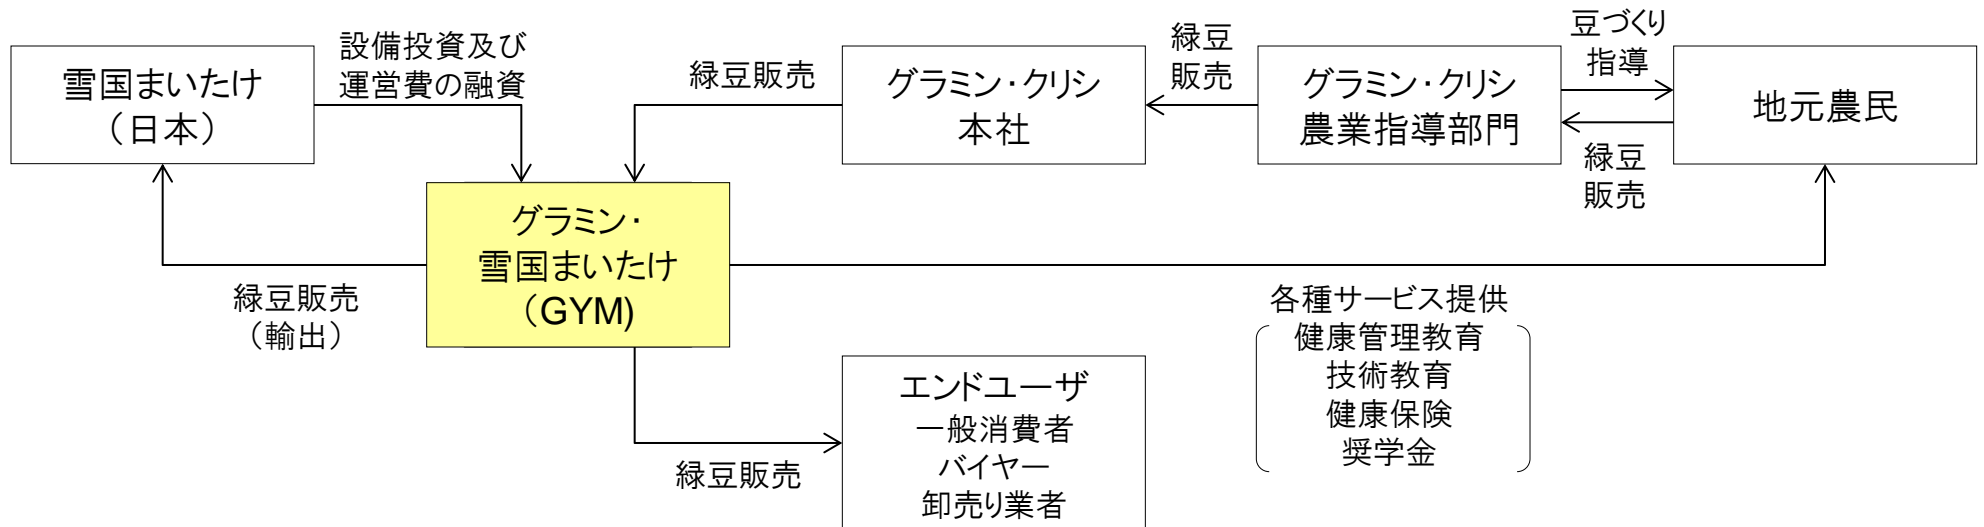 雪国まいたけ
（日本）
設備投資及び
運営費の融資
緑豆販売
グラミン・クリシ
本社
緑豆
販売
グラミン・クリシ
農業指導部門
豆づくり
指導
緑豆
販売
地元農民
グラミン・
雪国まいたけ
（GYM)
緑豆販売
（輸出）
緑豆販売
エンドユーザ
一般消費者
バイヤー
卸売り業者
各種サービス提供
健康管理教育
技術教育
健康保険
奨学金